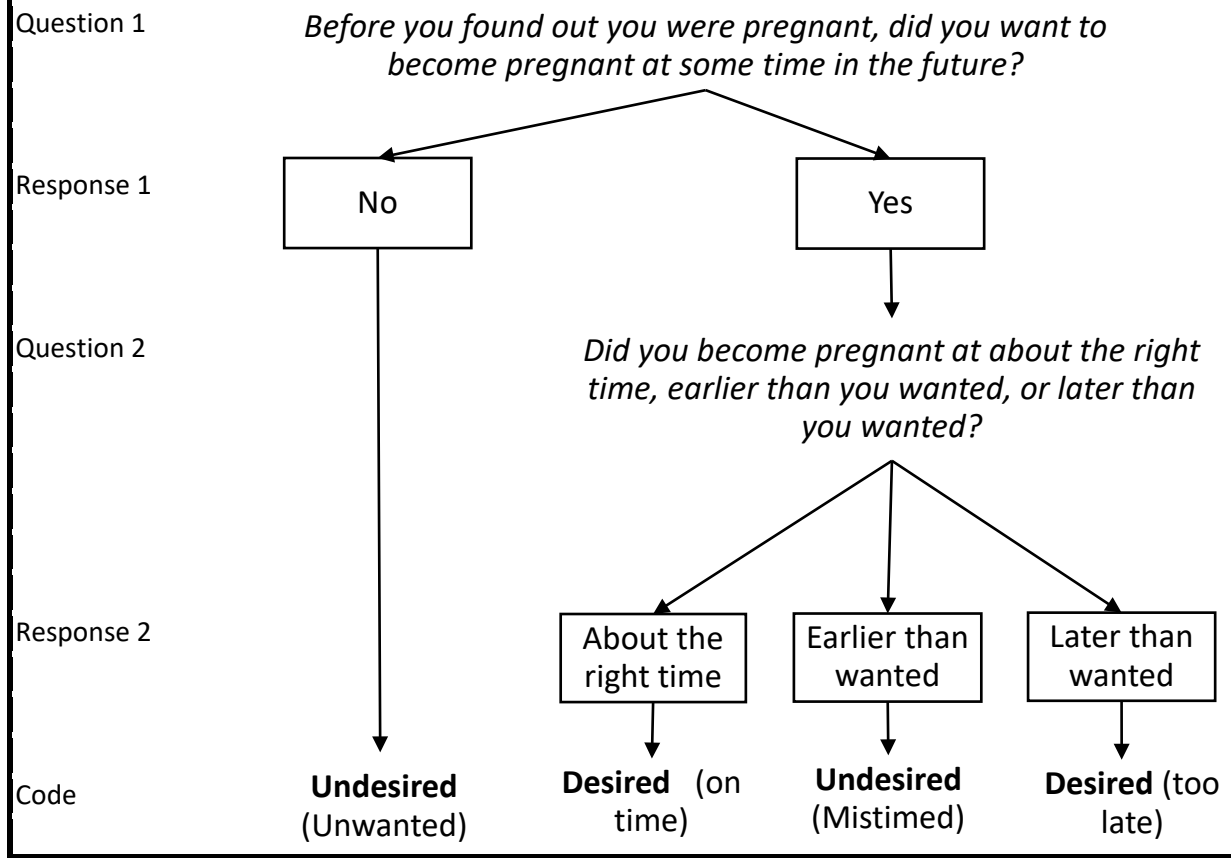 Question 1
Before you found out you were pregnant, did you want to
become pregnant at some time in the future?
Response 1
No
Yes
Question 2
Did you become pregnant at about the right
time, earlier than you wanted, or later than
you wanted?
Response 2
About the
right time
Earlier than
wanted
Later than
wanted
Code
Undesired
(Unwanted)
Desired (on
time)
Undesired
(Mistimed)
Desired (too
late)